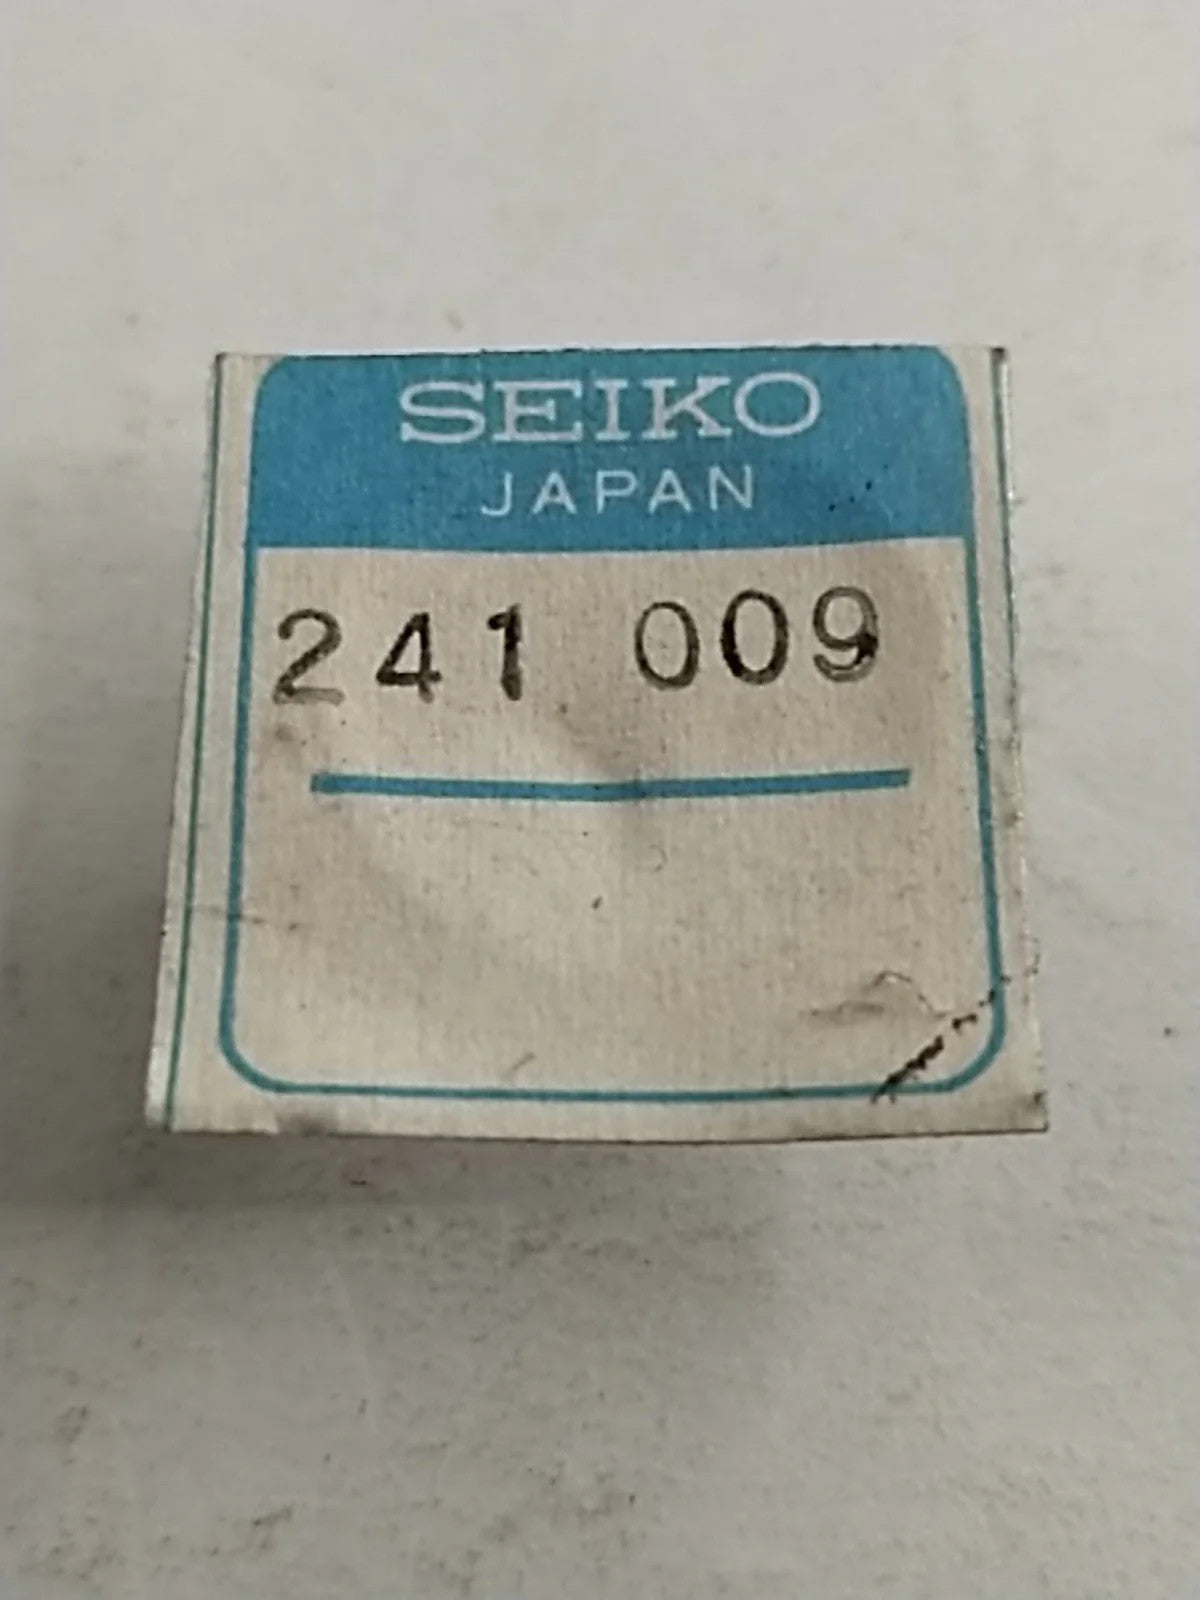 SEIKO
JAPAN
241 009